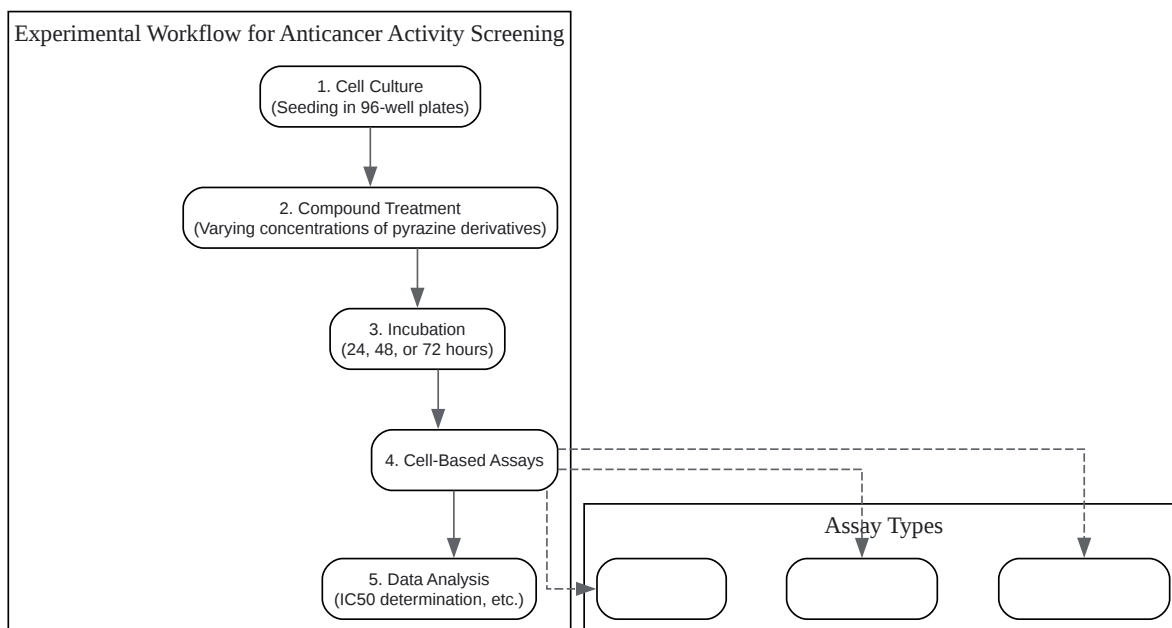 Experimental Workflow for Anticancer Activity Screening
1. Cell Culture
(Seeding in 96-well plates)
2. Compound Treatment
(Varying concentrations of pyrazine derivatives)
3. Incubation
(24, 48, or 72 hours)
4. Cell-Based Assays
Assay Types
5. Data Analysis
(IC50 determination, etc.)